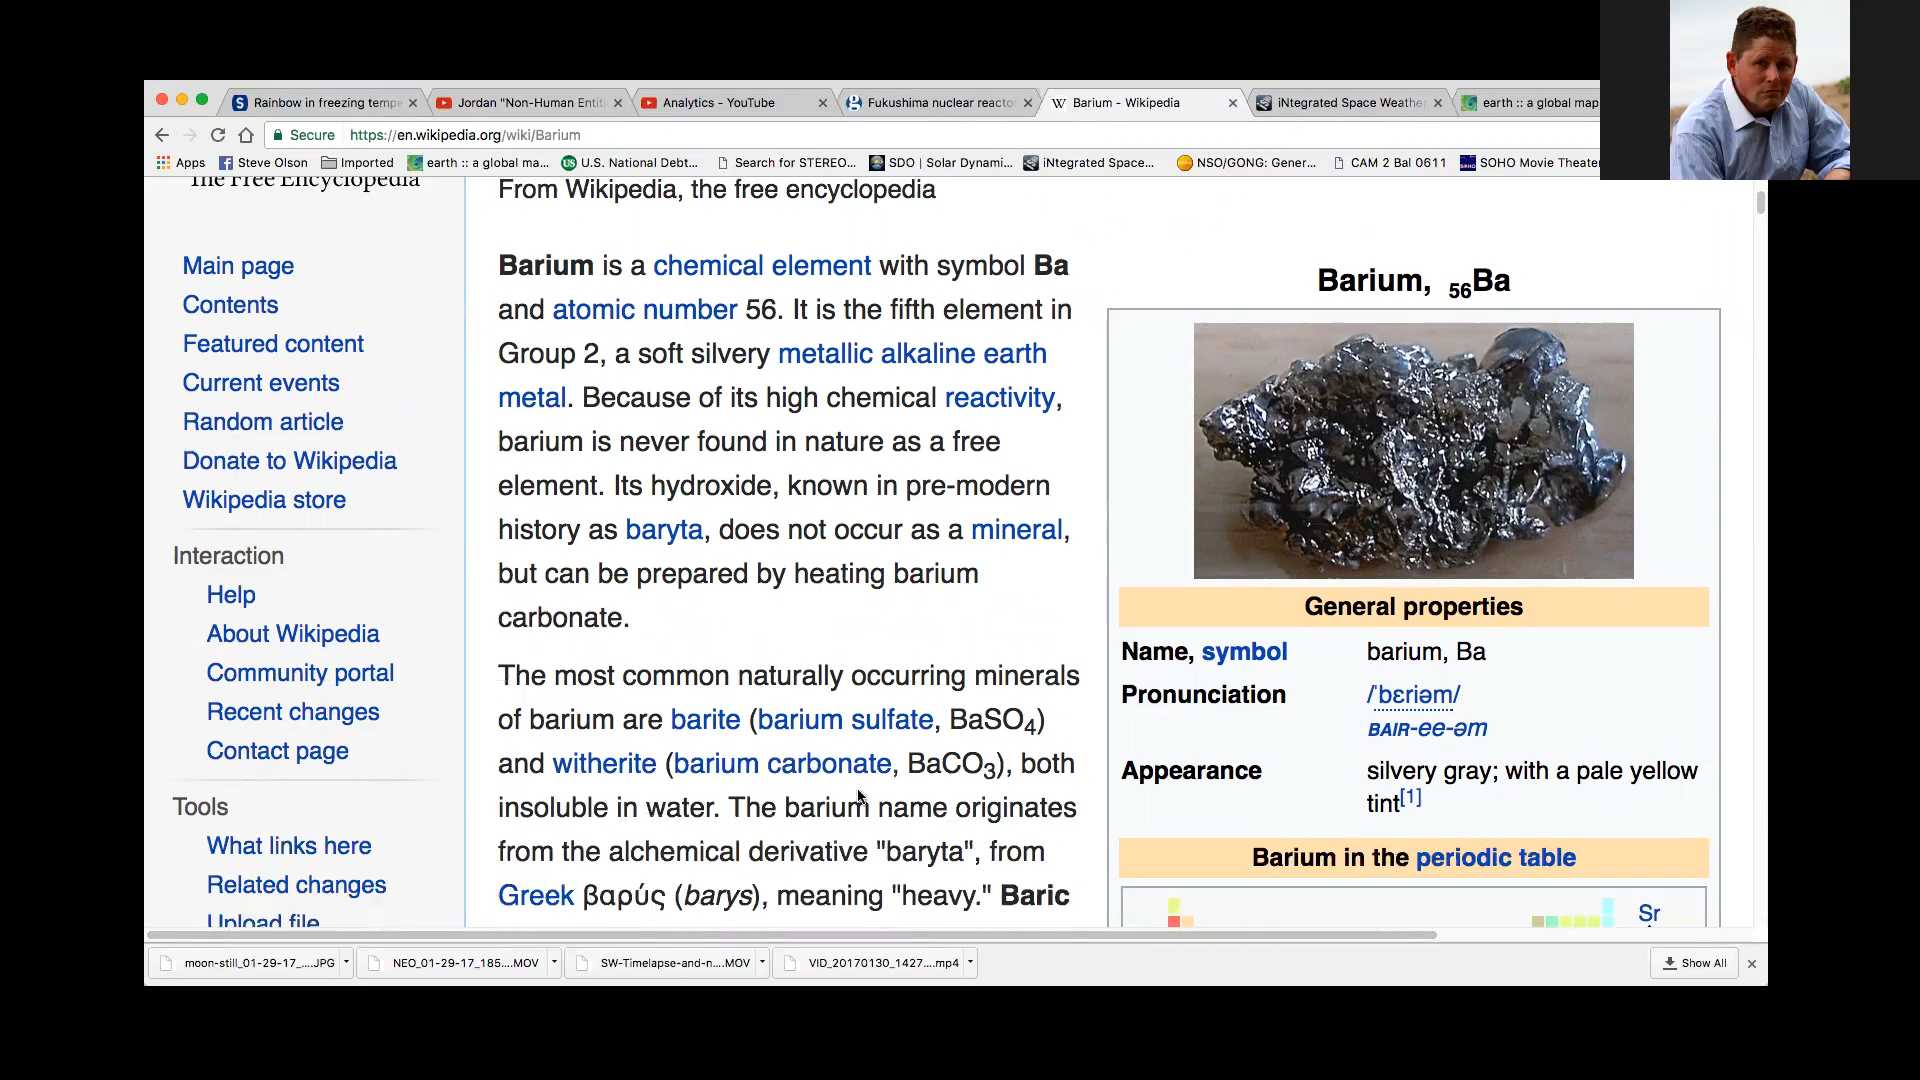 Rainbow in freezing tempe
Jordan "Non-Human Entiti
Analytics - YouTube
Fukushima nuclear reacto
Barium - Wikipedia
iNtegrated Space Weathe
earth :: a global map
Secure
https://en.wikipedia.org/wiki/Barium
Apps
Steve Olson
Imported
earth :: a global ma...
U.S. National Debt...
Search for STEREO...
SDO | Solar Dynami...
iNtegrated Space...
NSO/GONG: Gener...
CAM 2 Bal 0611
SOHO Movie Theater
The Free Encyclopedia
Main page
Contents
Featured content
Current events
Random article
Donate to Wikipedia
Wikipedia store
Interaction
Help
About Wikipedia
Community portal
Recent changes
Contact page
Tools
What links here
Related changes
Upload file
From Wikipedia, the free encyclopedia
Barium is a chemical element with symbol Ba
and atomic number 56. It is the fifth element in
Group 2, a soft silvery metallic alkaline earth
metal. Because of its high chemical reactivity,
barium is never found in nature as a free
element. Its hydroxide, known in pre-modern
history as baryta, does not occur as a mineral,
but can be prepared by heating barium
carbonate.
The most common naturally occurring minerals
of barium are barite (barium sulfate, BaSO4)
and witherite (barium carbonate, BaCO3), both
insoluble in water. The barium name originates
from the alchemical derivative "baryta", from
Greek βαρύς (barys), meaning "heavy." Baric
Barium, 56Ba
General properties
Name, symbol barium, Ba
Pronunciation /ˈbɛriəm/
BAIR-ee-əm
Appearance silvery gray; with a pale yellow
tint[1]
Barium in the periodic table
Sr
moon-still_01-29-17_....JPG
NEO_01-29-17_185....MOV
SW-Timelapse-and-n....MOV
VID_20170130_1427....mp4
Show All